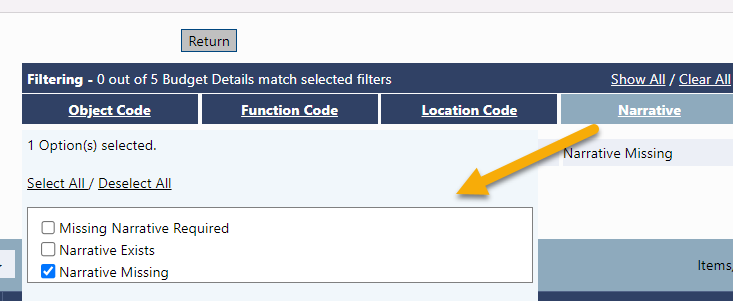 Return
Filtering - 0 out of 5 Budget Details match selected filters
Show All / Clear All
Object Code
Function Code
Location Code
Narrative
1 Option(s) selected.
Narrative Missing
Select All / Deselect All
Missing Narrative Required
Narrative Exists
Narrative Missing
Items,